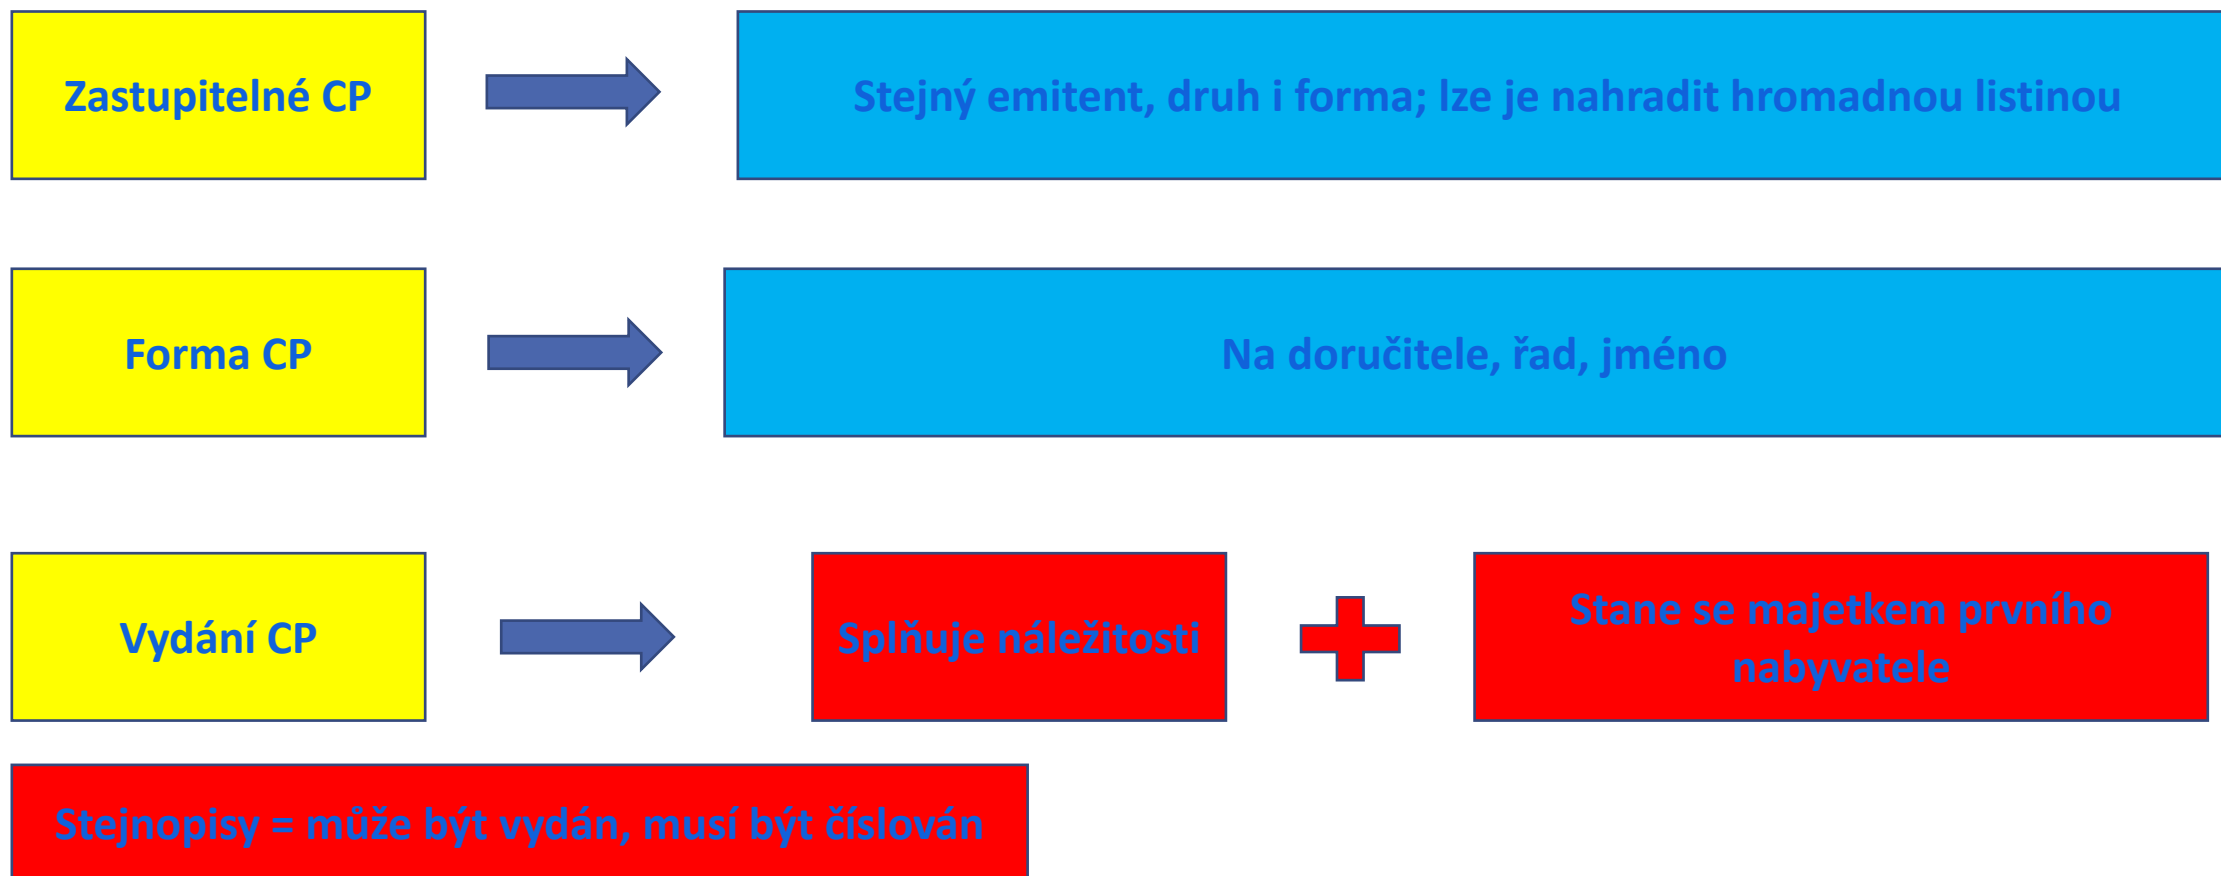 Zastupitelné CP
Stejný emitent, druh i forma; lze je nahradit hromadnou listinou
Forma CP
Na doručitele, řad, jméno
Vydání CP
Splňuje náležitosti
Stane se majetkem prvního
nabyvatele
Stejnopisy = může být vydán, musí být číslován